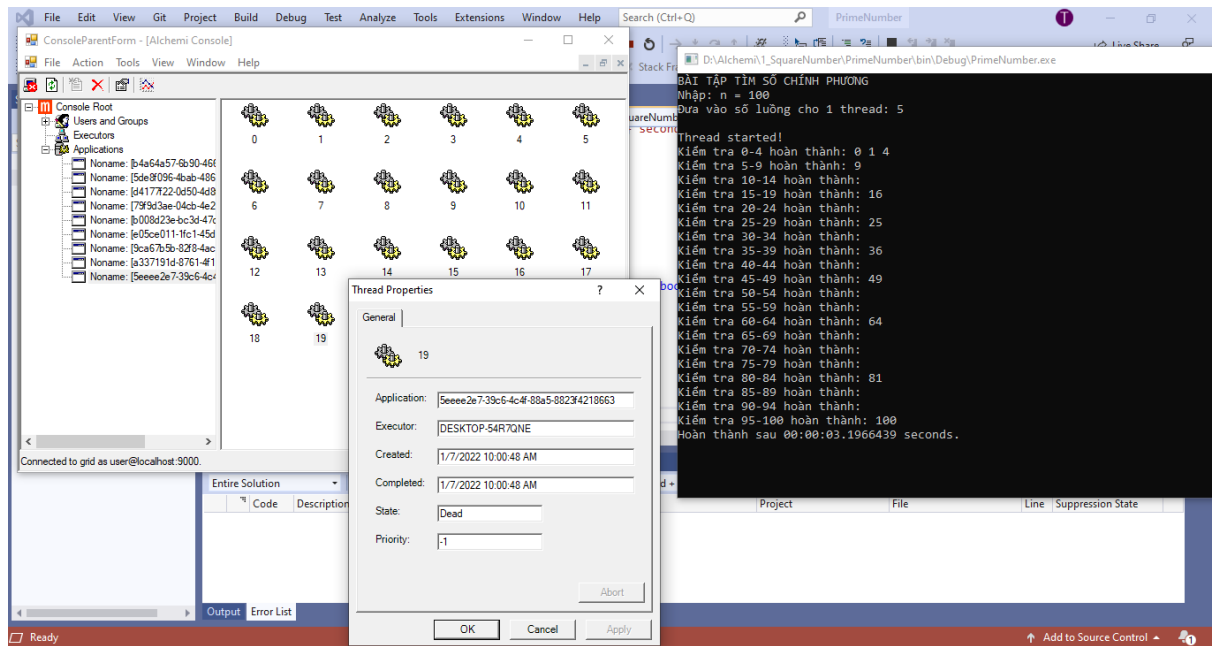 File Edit View Git Project Build Debug Test Analyze Tools Extensions Window Help Search (Ctrl+Q) PrimeNumber T
Live Share
Stack
ConsoleParentForm - [Alchemi Console]
File Action Tools View Window Help
Console Root
Users and Groups
Executors
Applications
Noname: [b4a64a57-6b90-466
Noname: [5de8f096-4bab-486
Noname: [d4177f22-0d50-4d8
Noname: [79f9d3ae-04cb-4e2
Noname: [b008d23e-bc3d-47c
Noname: [e05ce011-1fc1-45d
Noname: [9ca67b5b-82f8-4ac
Noname: [a337191d-8761-4f1
Noname: [5eeee2e7-39c6-4c4
0 1 2 3 4 5
6 7 8 9 10 11
12 13 14 15 16 17
18 19
Connected to grid as user@localhost:9000.
uareNumb
secon
Thread Properties ? X
General
19
Application: 5eeee2e7-39c6-4c4f-88a5-8823f4218663
Executor: DESKTOP-54R7QNE
Created: 1/7/2022 10:00:48 AM
Completed: 1/7/2022 10:00:48 AM
State: Dead
Priority: -1
Abort
OK Cancel Apply
D:\Alchemi\1_SquareNumber\PrimeNumber\bin\Debug\PrimeNumber.exe
BÀI TẬP TÌM SỐ CHÍNH PHƯƠNG
Nhập: n = 100
Đưa vào số luồng cho 1 thread: 5
Thread started!
Kiểm tra 0-4 hoàn thành: 0 1 4
Kiểm tra 5-9 hoàn thành: 9
Kiểm tra 10-14 hoàn thành:
Kiểm tra 15-19 hoàn thành: 16
Kiểm tra 20-24 hoàn thành:
Kiểm tra 25-29 hoàn thành: 25
Kiểm tra 30-34 hoàn thành:
Kiểm tra 35-39 hoàn thành: 36
Kiểm tra 40-44 hoàn thành:
Kiểm tra 45-49 hoàn thành: 49
Kiểm tra 50-54 hoàn thành:
Kiểm tra 55-59 hoàn thành:
Kiểm tra 60-64 hoàn thành: 64
Kiểm tra 65-69 hoàn thành:
Kiểm tra 70-74 hoàn thành:
Kiểm tra 75-79 hoàn thành:
Kiểm tra 80-84 hoàn thành: 81
Kiểm tra 85-89 hoàn thành:
Kiểm tra 90-94 hoàn thành:
Kiểm tra 95-100 hoàn thành: 100
Hoàn thành sau 00:00:03.1966439 seconds.
Entire Solution
Code Description Project File Line Suppression State
Output Error List
Ready Add to Source Control 1